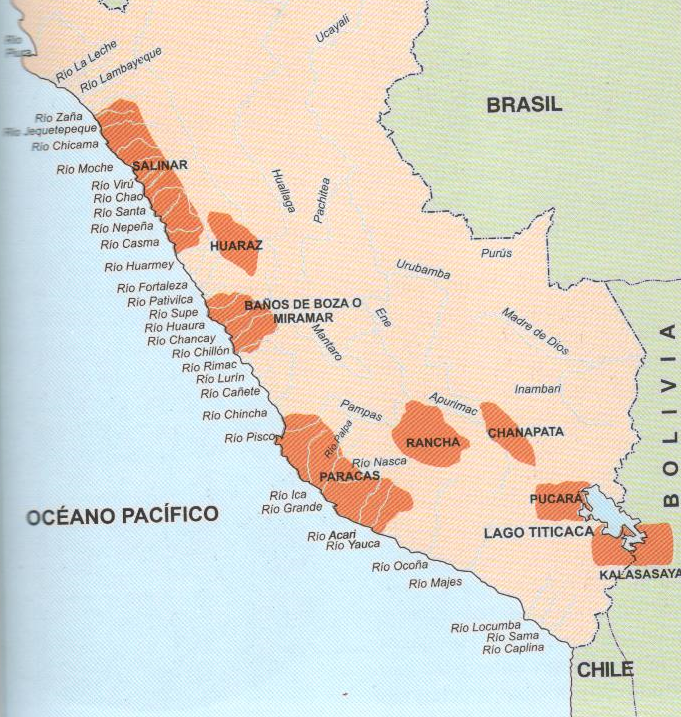 Río
Piura
Río La Leche
Río Lambayeque
Ucayali
BRASIL
Río Zaña
Río Jequetepeque
Río Chicama
Río Moche
SALINAR
Río Virú
Río Chao
Río Santa
Río Nepeña
Río Casma
Huallaga
Pachitea
HUARAZ
Río Huarmey
Urubamba
Purús
Río Fortaleza
Río Pativilca
Río Supe
Río Huaura
Río Chancay
Río Chillón
Río Rimac
Río Lurín
Río Cañete
BAÑOS DE BOZA O
MIRAMAR
Mantaro
Ene
Madre de Dios
BOLIVIA
Inambari
Río Chincha
Pampas
Apurímac
Río Pisco
Río Palpa
RANCHA
CHANAPATA
Río Nasca
PARACAS
Río Ica
Río Grande
PUCARÁ
OCÉANO PACÍFICO
LAGO TITICACA
Río Acarí
Río Yauca
Río Ocoña
Río Majes
KALASASAYA
Río Locumba
Río Sama
Río Caplina
CHILE